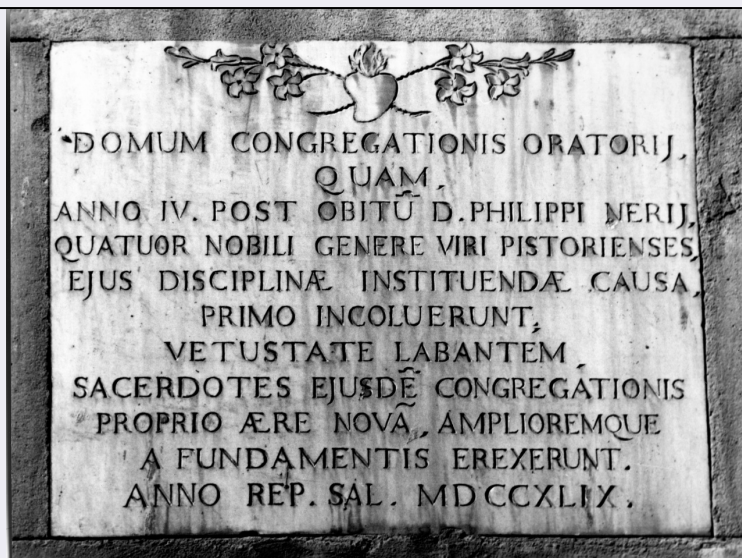 DOMUM CONGREGATIONIS ORATORIJ,
QUAM,
ANNO IV. POST OBITŪ D. PHILIPPI NERIJ,
QUATUOR NOBILI GENERE VIRI PISTORIENSES,
EJUS DISCIPLINÆ INSTITUENDÆ CAUSA,
PRIMO INCOLUERUNT,
VETUSTATE LABANTEM,
SACERDOTES EJUSDẼ CONGREGATIONIS
PROPRIO ÆRE NOVÃ, AMPLIOREMQUE
A FUNDAMENTIS EREXERUNT.
ANNO REP. SAL. MDCCXLIX.